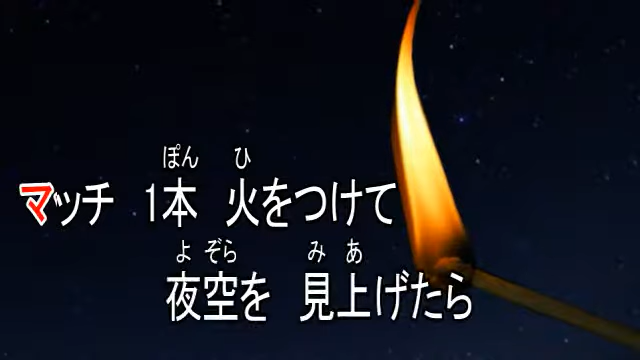 ぽん ひ
マッチ 1本 火をつけて
よ ぞら み あ
夜空を 見上げたら